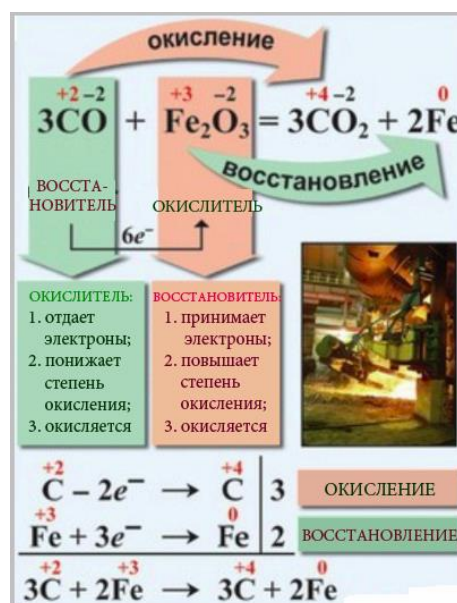 окисление
+2 −2 +3 −2 +4 −2 0
3CO + Fe₂O₃ = 3CO₂ + 2Fe
восстановление
ВОССТА-
НОВИТЕЛЬ
ОКИСЛИТЕЛЬ
6e⁻
ОКИСЛИТЕЛЬ:
1. отдает
электроны;
2. понижает
степень
окисления;
3. окисляется
ВОССТАНОВИТЕЛЬ:
1. принимает
электроны;
2. повышает
степень
окисления;
3. окисляется
+2 +4
C − 2e⁻ → C 3
ОКИСЛЕНИЕ
+3 0
Fe + 3e⁻ → Fe 2
ВОССТАНОВЛЕНИЕ
+2 +3 +4 0
3C + 2Fe → 3C + 2Fe